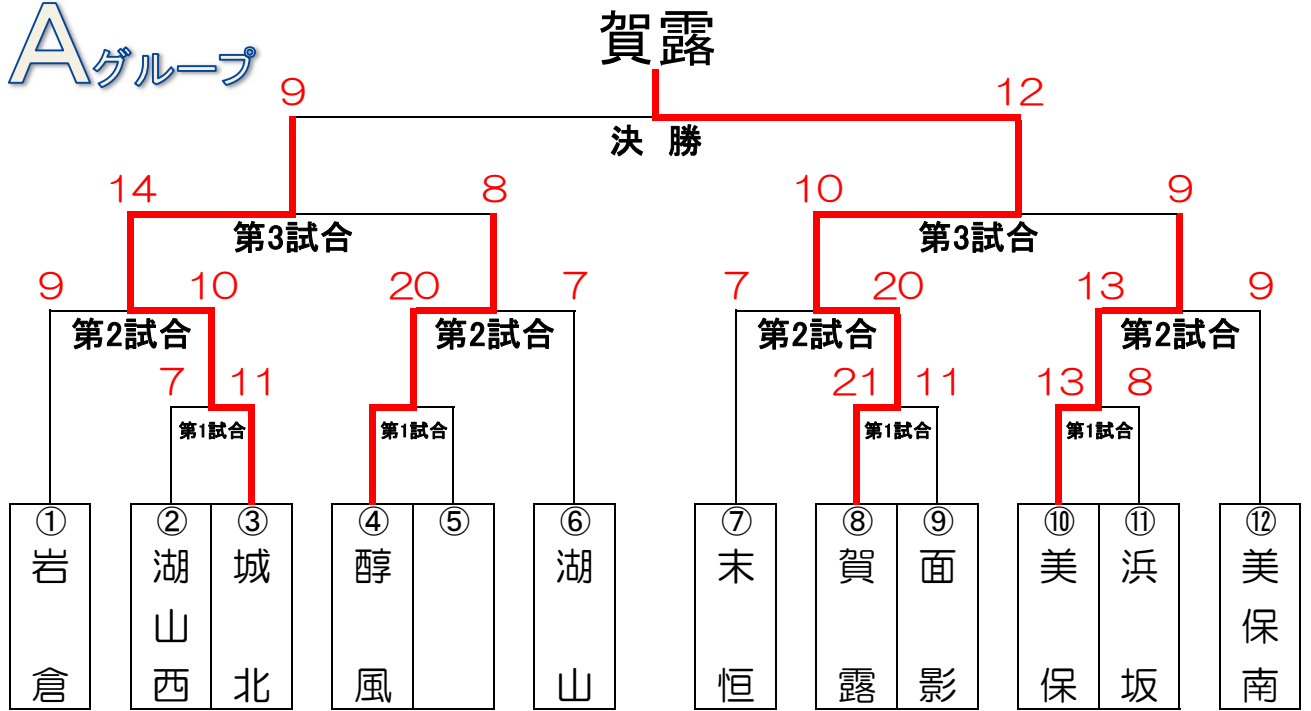 Aグループ
賀露
9 12
決 勝
14 8 10 9
第3試合 第3試合
9 10 20 7 7 20 13 9
第2試合 第2試合 第2試合 第2試合
7 11 21 11 13 8
第1試合 第1試合 第1試合 第1試合
① ② ③ ④ ⑤ ⑥ ⑦ ⑧ ⑨ ⑩ ⑪ ⑫
岩倉
湖山西
城北
醇風
湖山
末恒
賀露
面影
美保
浜坂
美保南